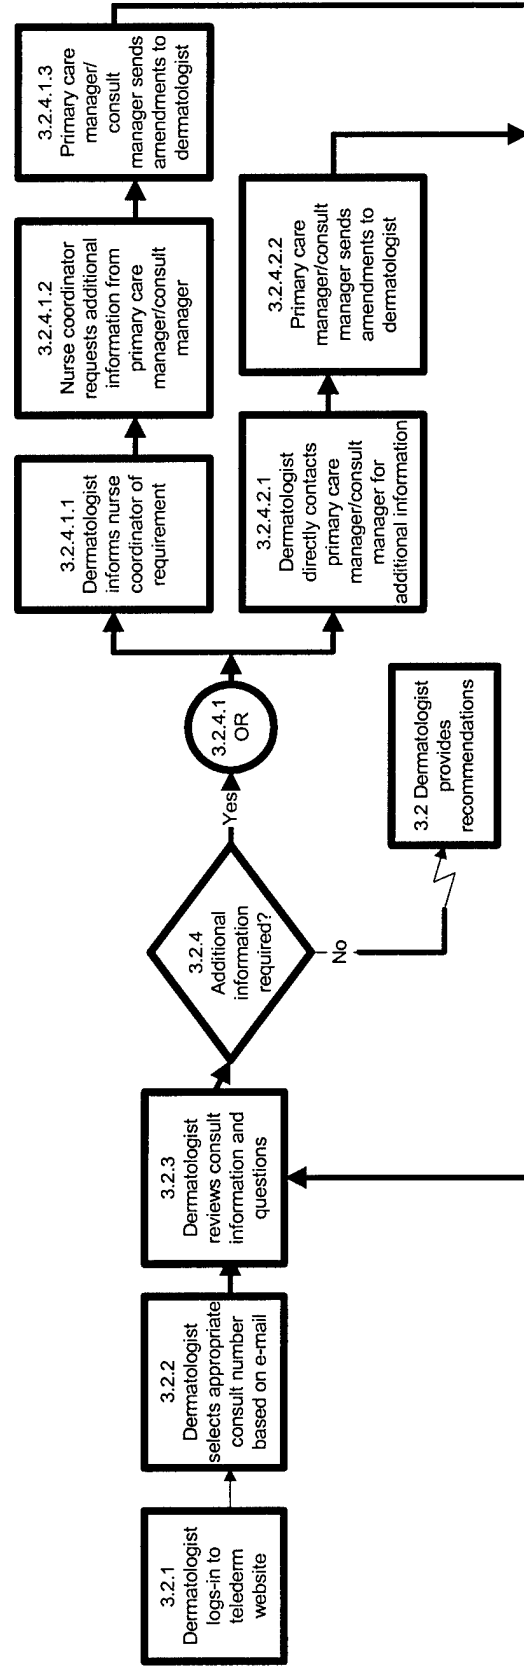 3.2.1
Dermatologist
logs-in to
telederm
website
3.2.2
Dermatologist
selects appropriate
consult number
based on e-mail
3.2.3
Dermatologist
reviews consult
information and
questions
3.2.4
Additional
information
required?
Yes
No
3.2.4.1
OR
3.2 Dermatologist
provides
recommendations
3.2.4.1.1
Dermatologist
informs nurse
coordinator of
requirement
3.2.4.1.2
Nurse coordinator
requests additional
information from
primary care
manager/consult
manager
3.2.4.1.3
Primary care
manager/
consult
manager sends
amendments to
dermatologist
3.2.4.2.1
Dermatologist
directly contacts
primary care
manager/consult
manager for
additional information
3.2.4.2.2
Primary care
manager/consult
manager sends
amendments to
dermatologist